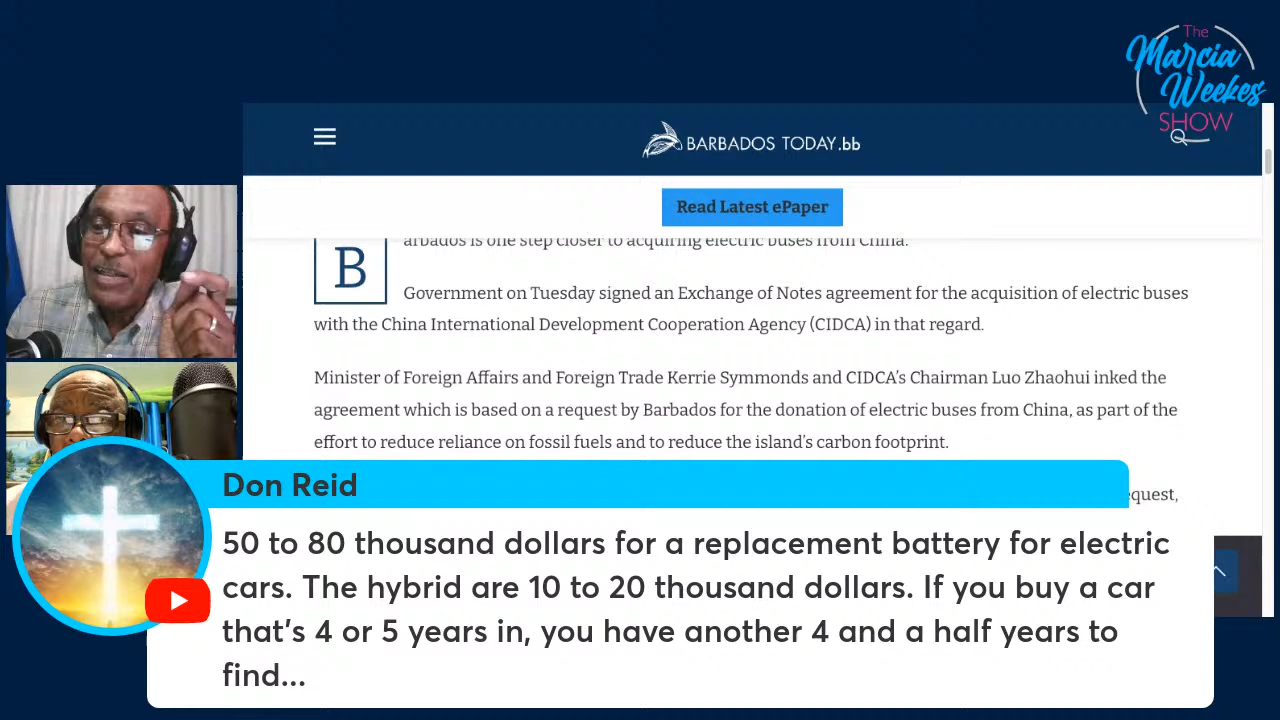 The
Marcia
Weekes
SHOW
BARBADOS TODAY.bb
Read Latest ePaper
B
arbados is one step closer to acquiring electric buses from China.
Government on Tuesday signed an Exchange of Notes agreement for the acquisition of electric buses
with the China International Development Cooperation Agency (CIDCA) in that regard.
Minister of Foreign Affairs and Foreign Trade Kerrie Symmonds and CIDCA's Chairman Luo Zhaohui inked the
agreement which is based on a request by Barbados for the donation of electric buses from China, as part of the
effort to reduce reliance on fossil fuels and to reduce the island's carbon footprint.
Don Reid
50 to 80 thousand dollars for a replacement battery for electric
cars. The hybrid are 10 to 20 thousand dollars. If you buy a car
that's 4 or 5 years in, you have another 4 and a half years to
find...